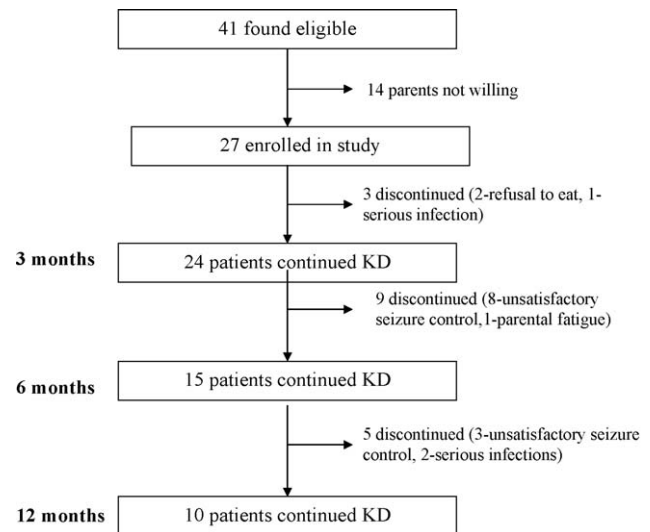 41 found eligible
14 parents not willing
27 enrolled in study
3 discontinued (2-refusal to eat, 1-
serious infection)
3 months
24 patients continued KD
9 discontinued (8-unsatisfactory
seizure control,1-parental fatigue)
6 months
15 patients continued KD
5 discontinued (3-unsatisfactory seizure
control, 2-serious infections)
12 months
10 patients continued KD